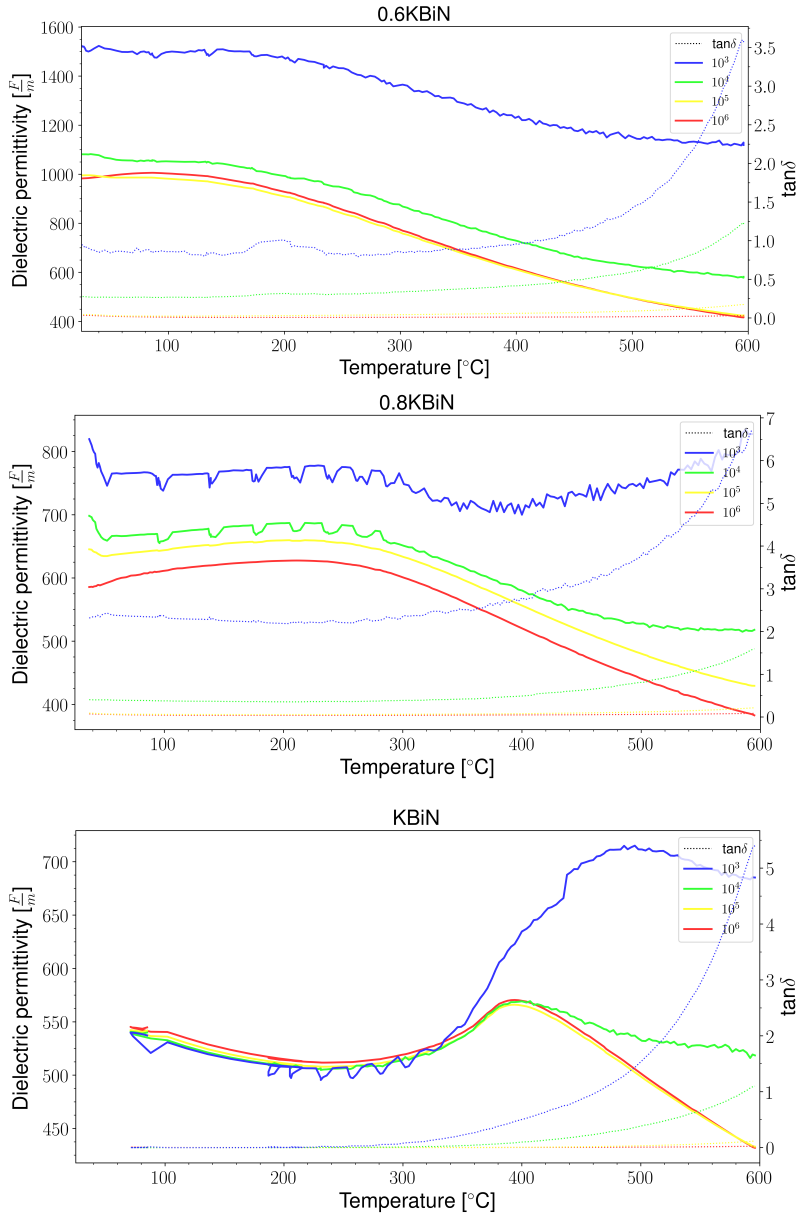 0.6KBiN
1600
1400
1200
1000
800
600
400
3.5
3.0
2.5
2.0
1.5
1.0
0.5
0.0
tanδ
10³
10⁴
10⁵
10⁶
Dielectric permittivity [F/m]
tanδ
100 200 300 400 500 600
Temperature [°C]
0.8KBiN
800
700
600
500
400
7
6
5
4
3
2
1
0
tanδ
10³
10⁴
10⁵
10⁶
Dielectric permittivity [F/m]
tanδ
100 200 300 400 500 600
Temperature [°C]
KBiN
700
650
600
550
500
450
5
4
3
2
1
0
tanδ
10³
10⁴
10⁵
10⁶
Dielectric permittivity [F/m]
tanδ
100 200 300 400 500 600
Temperature [°C]